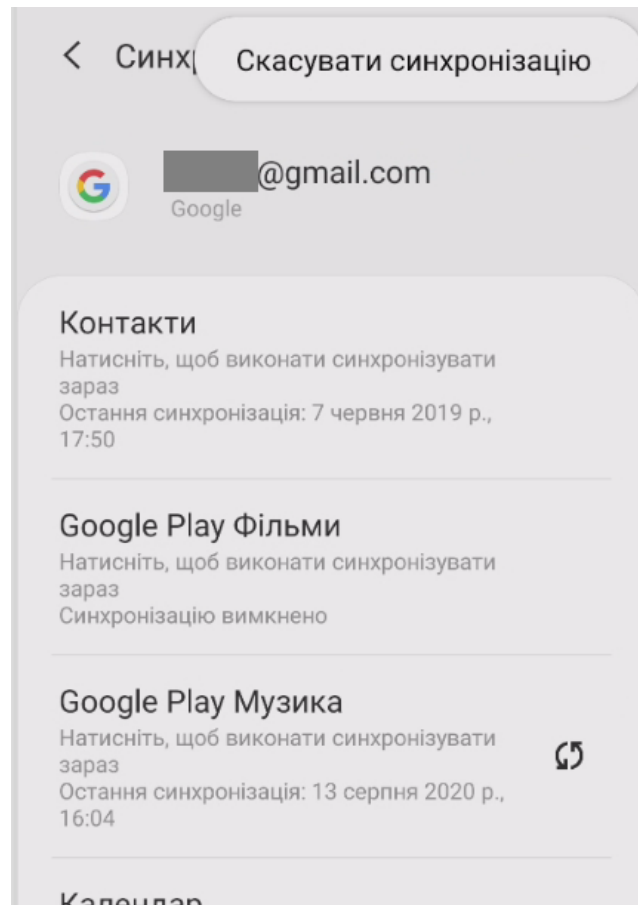 Синх
Скасувати синхронізацію
@gmail.com
Google
Контакти
Натисніть, щоб виконати синхронізувати
зараз
Остання синхронізація: 7 червня 2019 р.,
17:50
Google Play Фільми
Натисніть, щоб виконати синхронізувати
зараз
Синхронізацію вимкнено
Google Play Музика
Натисніть, щоб виконати синхронізувати
зараз
Остання синхронізація: 13 серпня 2020 р.,
16:04
Календар